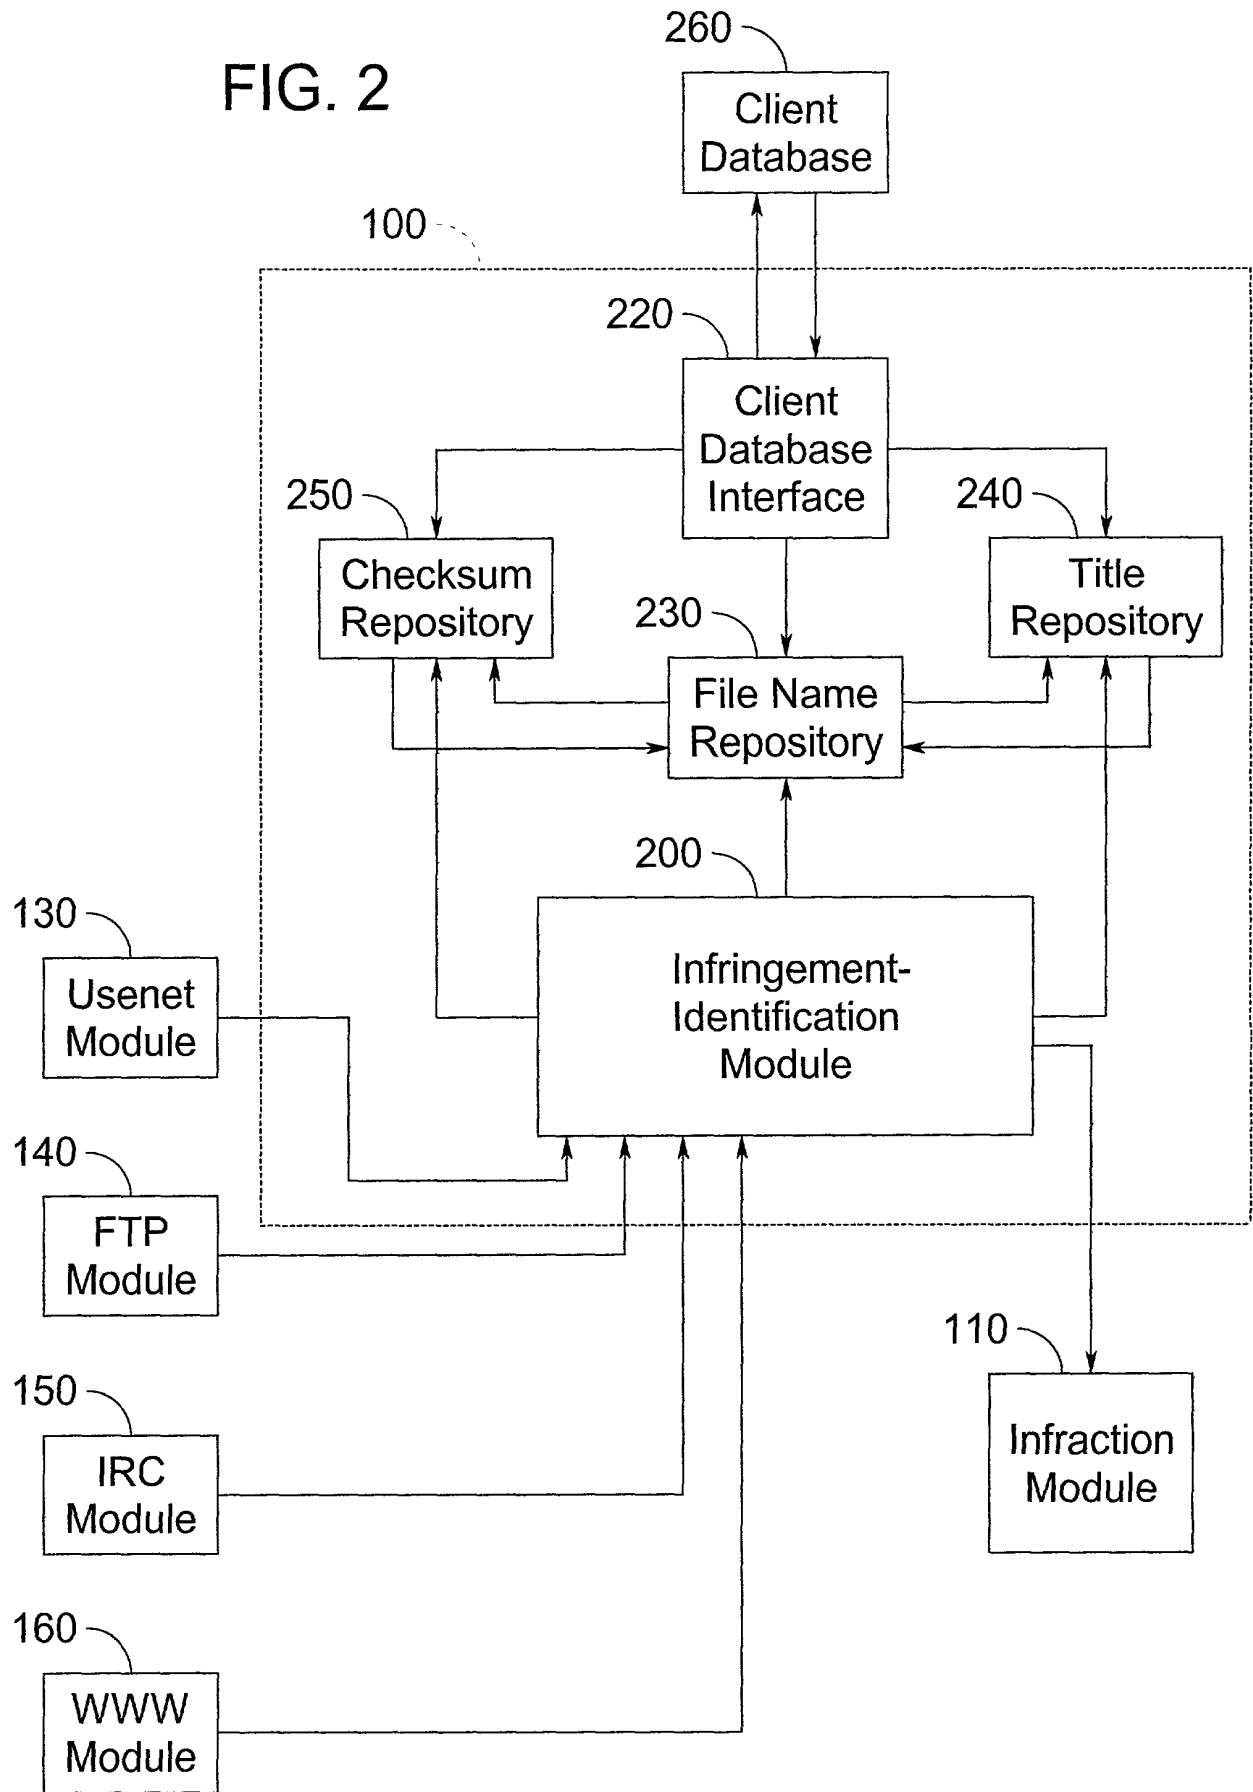 FIG. 2
260
Client
Database
100
220
Client
Database
Interface
250
Checksum
Repository
240
Title
Repository
230
File Name
Repository
200
Infringement-
Identification
Module
130
Usenet
Module
140
FTP
Module
110
Infraction
Module
150
IRC
Module
160
WWW
Module